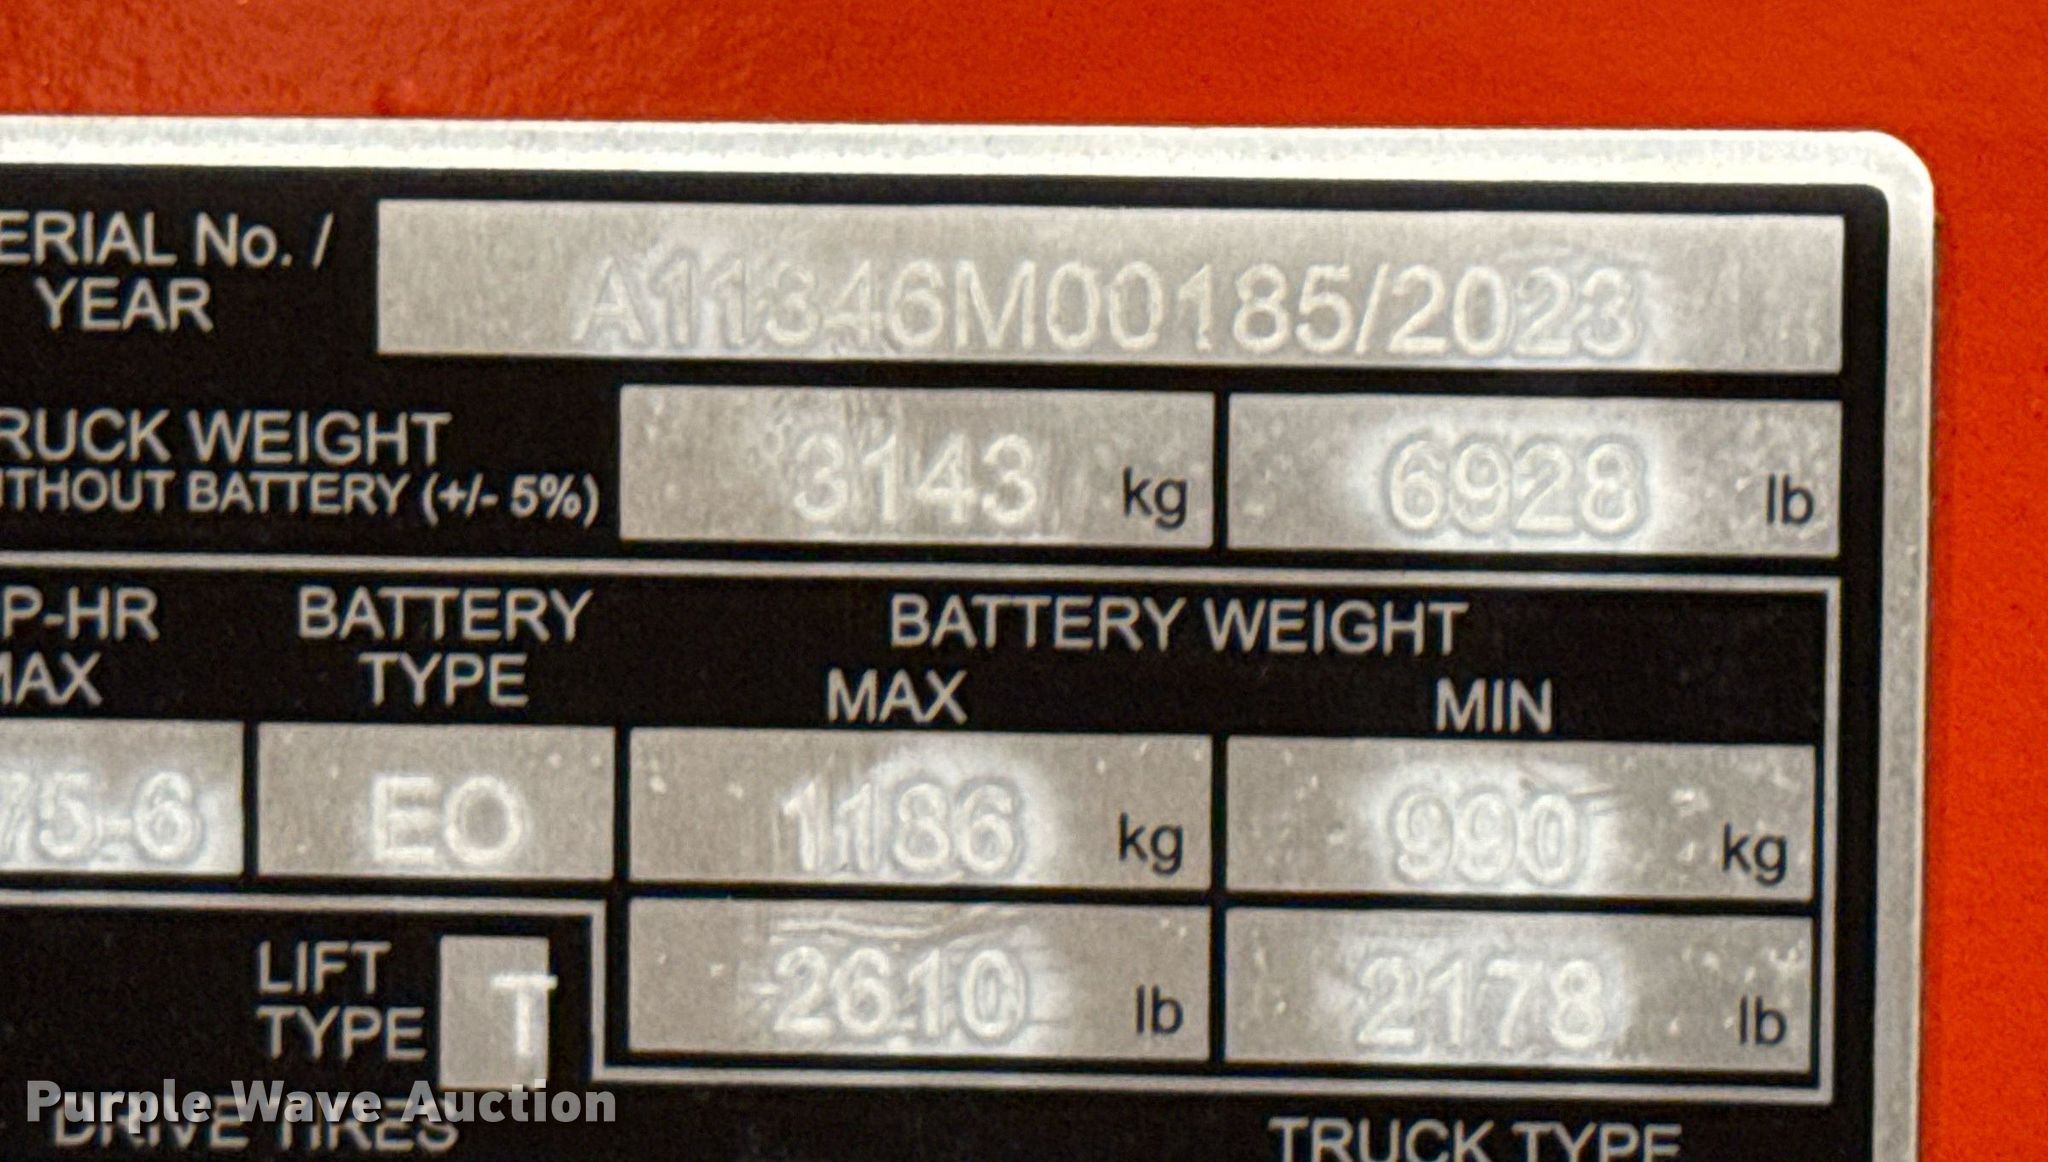 ERIAL No. /
YEAR
A11346M00185/2023
RUCK WEIGHT
ITHOUT BATTERY (+/- 5%)
3143 kg
6928 lb
P-HR
MAX
BATTERY
TYPE
BATTERY WEIGHT
MAX
MIN
75-6
EO
1186 kg
990 kg
LIFT
TYPE
T
2610 lb
2178 lb
Purple Wave Auction
DRIVE TIRES
TRUCK TYPE